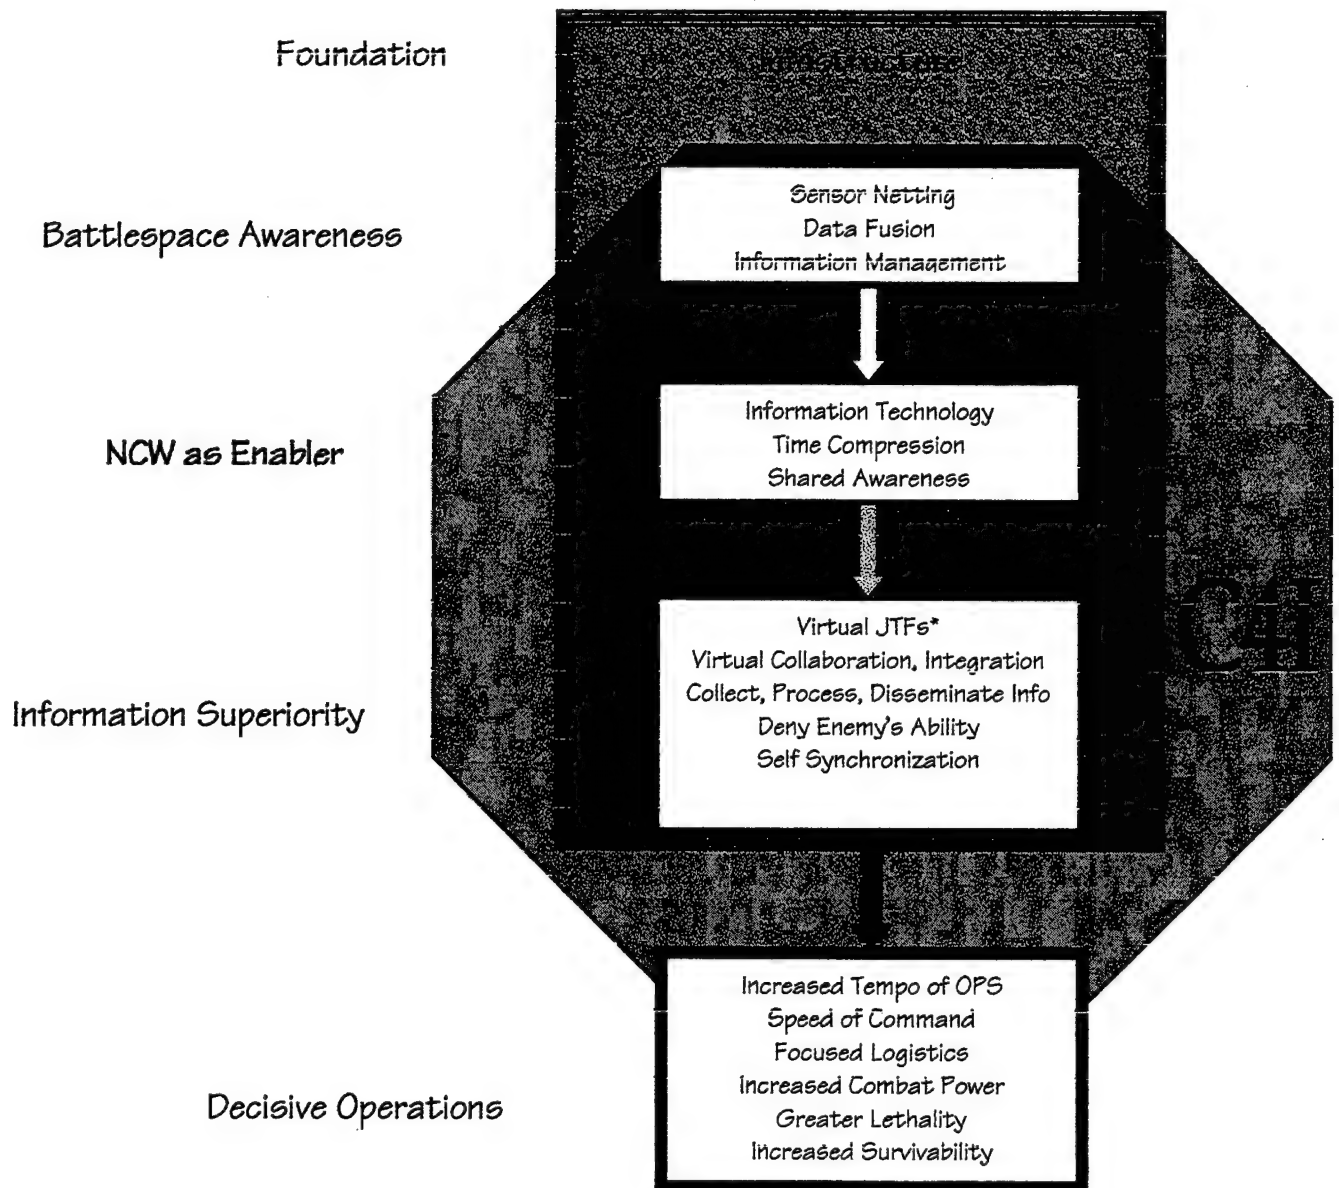 Foundation
Infrastructure
Sensor Netting
Data Fusion
Information Management
Battlespace Awareness
Information Technology
Time Compression
Shared Awareness
NCW as Enabler
C4I
Virtual JTFs*
Virtual Collaboration, Integration
Collect, Process, Disseminate Info
Deny Enemy's Ability
Self Synchronization
Information Superiority
Increased Tempo of OPS
Speed of Command
Focused Logistics
Increased Combat Power
Greater Lethality
Increased Survivability
Decisive Operations